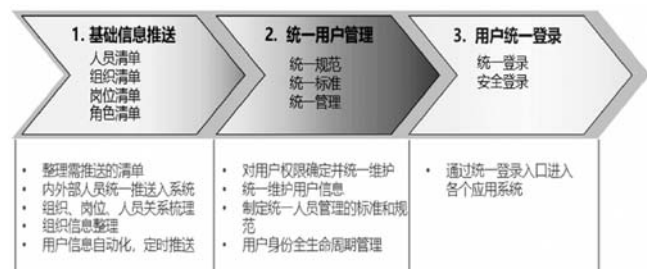 1. 基础信息推送
人员清单
组织清单
岗位清单
角色清单
2. 统一用户管理
统一规范
统一标准
统一管理
3. 用户统一登录
统一登录
安全登录
• 整理需推送的清单
• 内外部人员统一推送入系统
• 组织、岗位、人员关系梳理
• 组织信息整理
• 用户信息自动化，定时推送
• 对用户权限确定并统一维护
• 统一维护用户信息
• 制定统一人员管理的标准和规
范
• 用户身份全生命周期管理
• 通过统一登录入口进入
各个应用系统